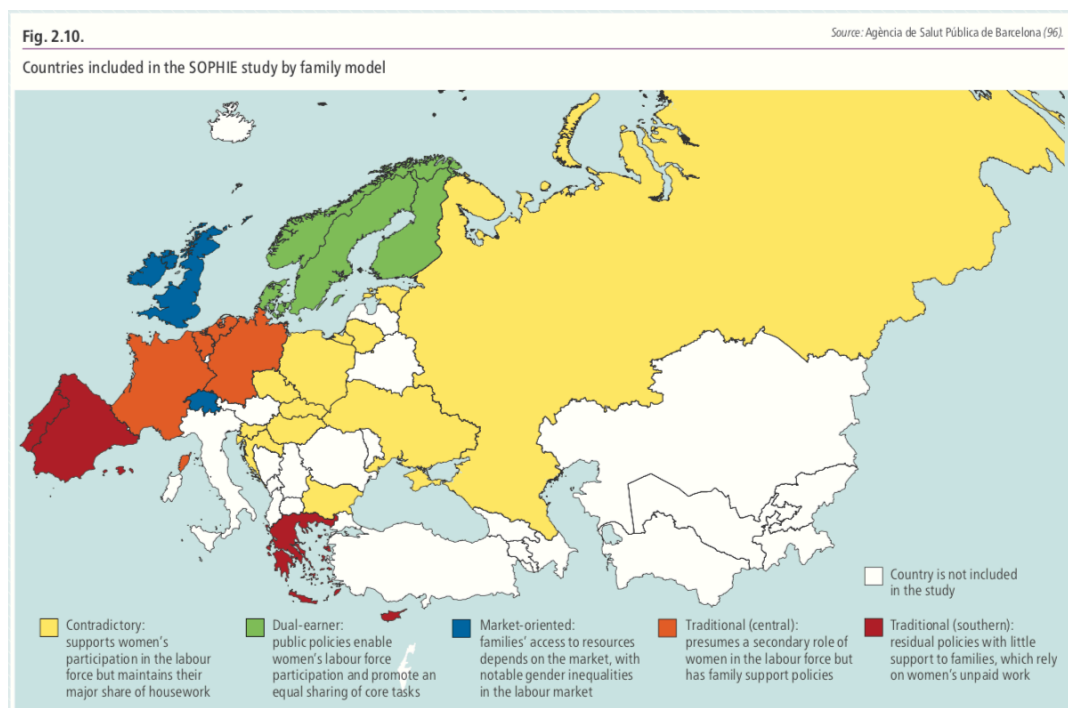 Fig. 2.10.
Source: Agència de Salut Pública de Barcelona (96).
Countries included in the SOPHIE study by family model
Country is not included
in the study
Contradictory:
supports women's
participation in the labour
force but maintains their
major share of housework
Dual-earner:
public policies enable
women's labour force
participation and promote an
equal sharing of core tasks
Market-oriented:
families' access to resources
depends on the market, with
notable gender inequalities
in the labour market
Traditional (central):
presumes a secondary role of
women in the labour force but
has family support policies
Traditional (southern):
residual policies with little
support to families, which rely
on women's unpaid work